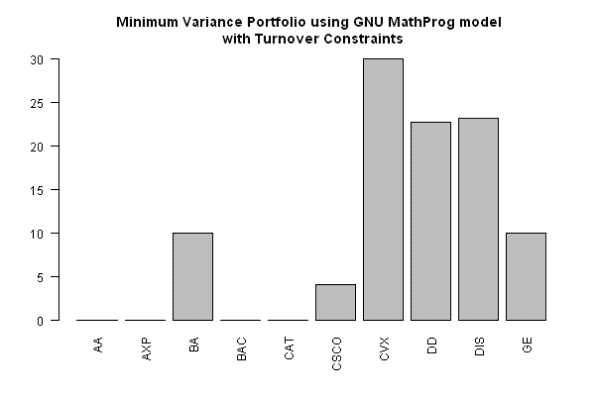 Minimum Variance Portfolio using GNU MathProg model
with Turnover Constraints
30
25
20
15
10
5
0
AA
AXP
BA
BAC
CAT
CSCO
CVX
DD
DIS
GE